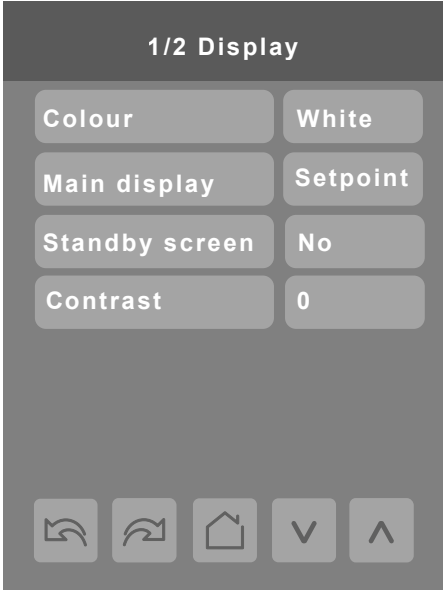 1/2 Display
Colour White
Main display Setpoint
Standby screen No
Contrast 0